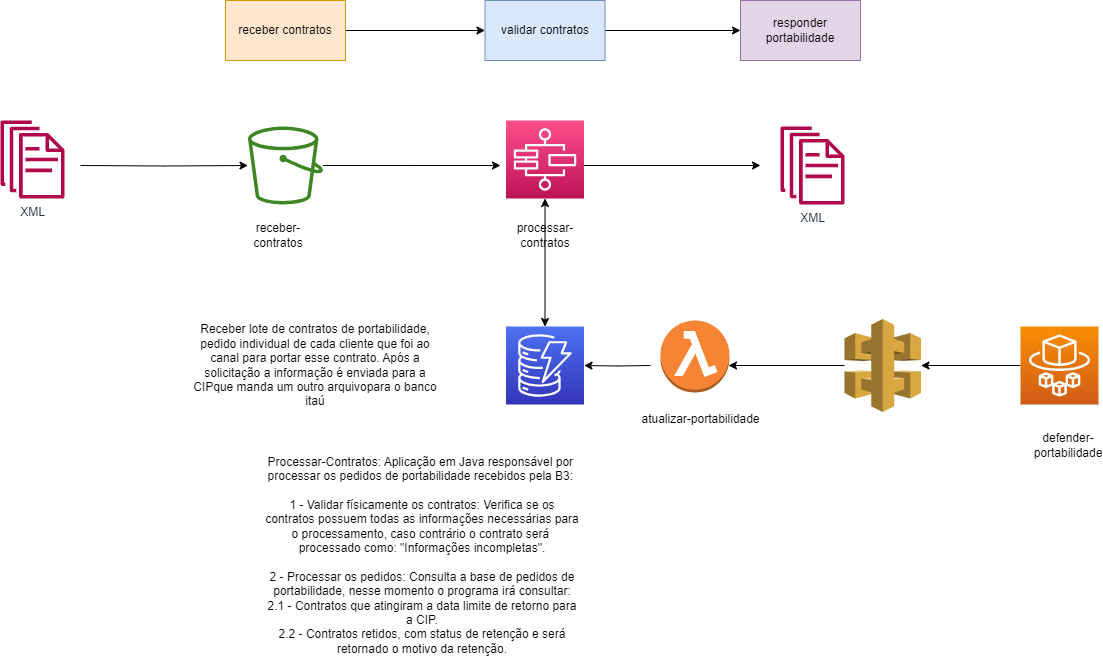 receber contratos
validar contratos
responder
portabilidade
XML
receber-
contratos
processar-
contratos
XML
Receber lote de contratos de portabilidade,
pedido individual de cada cliente que foi ao
canal para portar esse contrato. Após a
solicitação a informação é enviada para a
CIPque manda um outro arquivopara o banco
itaú
atualizar-portabilidade
defender-
portabilidade
Processar-Contratos: Aplicação em Java responsável por
processar os pedidos de portabilidade recebidos pela B3:
1 - Validar físicamente os contratos: Verifica se os
contratos possuem todas as informações necessárias para
o processamento, caso contrário o contrato será
processado como: "Informações incompletas".
2 - Processar os pedidos: Consulta a base de pedidos de
portabilidade, nesse momento o programa irá consultar:
2.1 - Contratos que atingiram a data limite de retorno para
a CIP.
2.2 - Contratos retidos, com status de retenção e será
retornado o motivo da retenção.